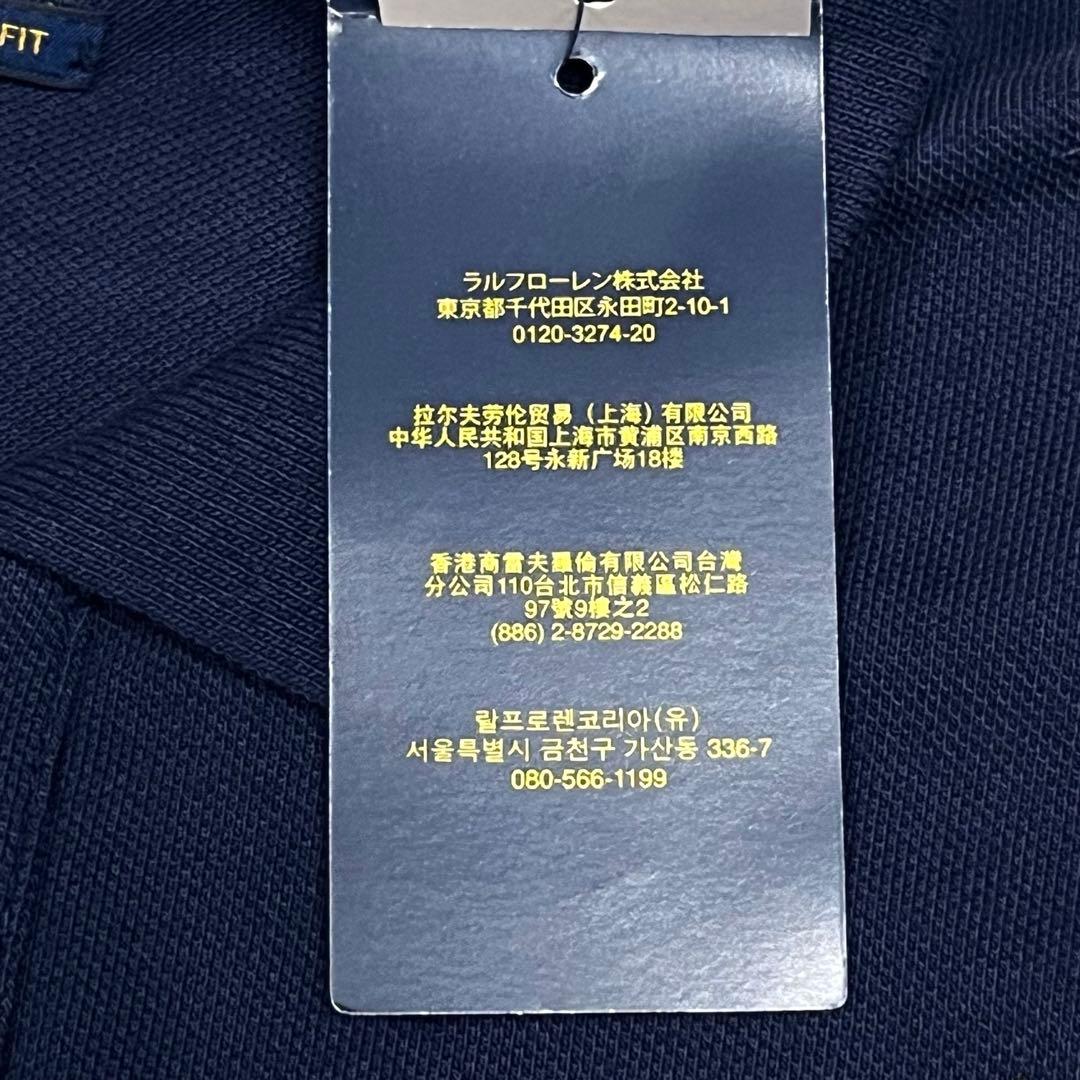 FIT
ラルフローレン株式会社
東京都千代田区永田町2-10-1
0120-3274-20
拉尔夫劳伦贸易（上海）有限公司
中华人民共和国上海市黄浦区南京西路
128号永新广场18楼
香港商雷夫羅倫有限公司台灣
分公司110台北市信義區松仁路
97號9樓之2
(886) 2-8729-2288
랄프로렌코리아(유)
서울특별시 금천구 가산동 336-7
080-566-1199